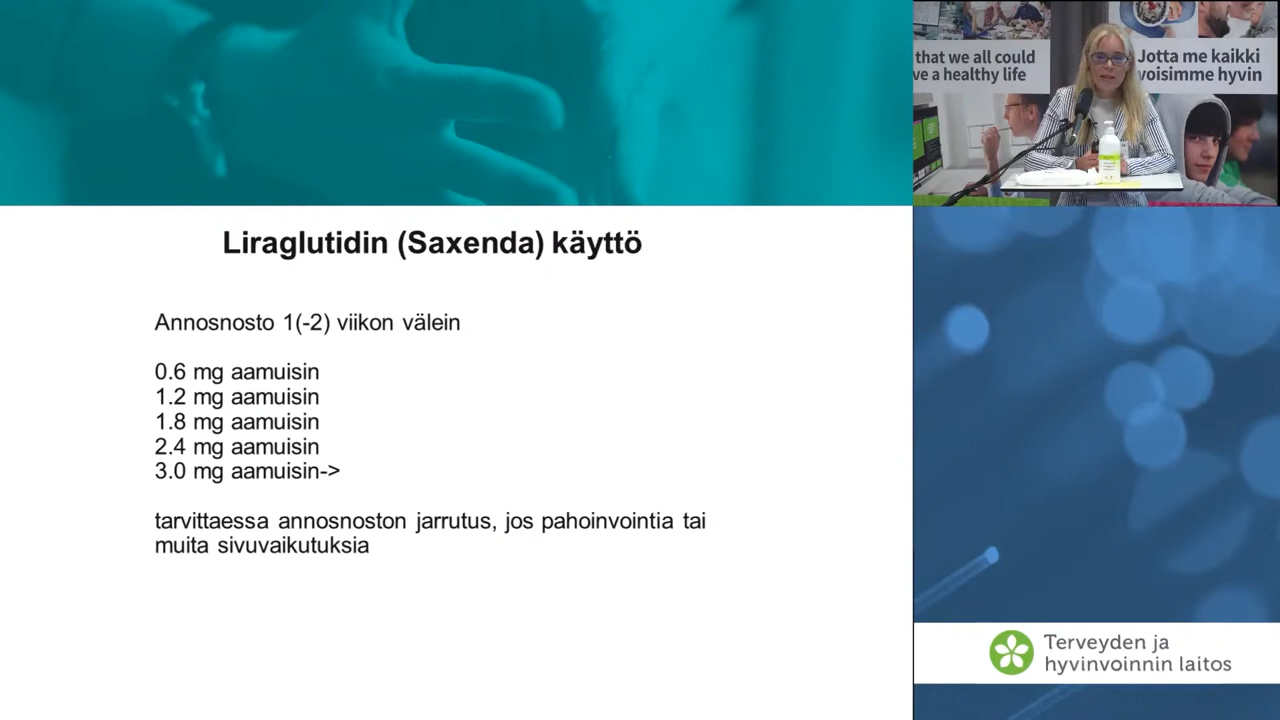 Liraglutidin (Saxenda) käyttö
Annosnosto 1(-2) viikon välein
0.6 mg aamuisin
1.2 mg aamuisin
1.8 mg aamuisin
2.4 mg aamuisin
3.0 mg aamuisin->
tarvittaessa annosnoston jarrutus, jos pahoinvointia tai
muita sivuvaikutuksia
that we all could
ve a healthy life
Jotta me kaikki
voisimme hyvin
Terveyden ja
hyvinvoinnin laitos